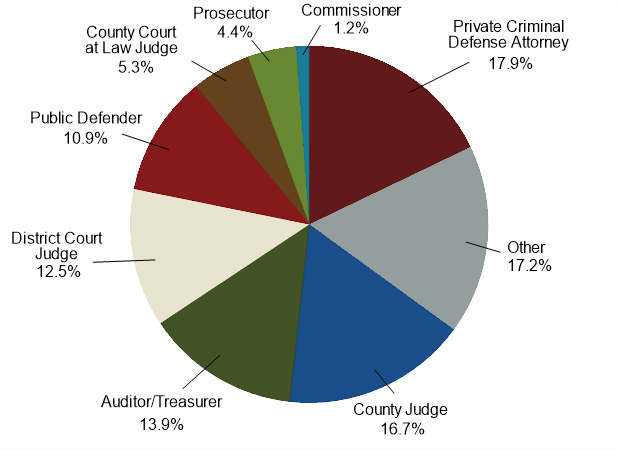 Commissioner
1.2%
Private Criminal
Defense Attorney
17.9%
Other
17.2%
County Judge
16.7%
Auditor/Treasurer
13.9%
District Court
Judge
12.5%
Public Defender
10.9%
County Court
at Law Judge
5.3%
Prosecutor
4.4%